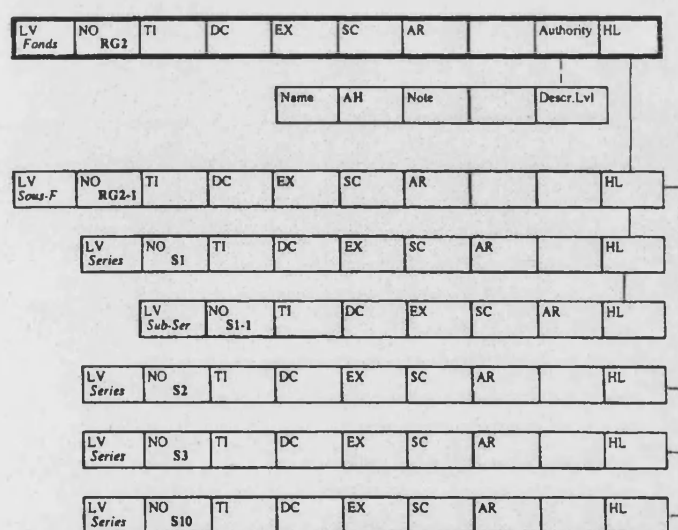 LV NO TI DC EX SC AR Authority HL
Fonds RG2
Name AH Note Descr.Lvl
LV NO TI DC EX SC AR HL
Sous-F RG2-1
LV NO TI DC EX SC AR HL
Series S1
LV NO TI DC EX SC AR HL
Sub-Ser S1-1
LV NO TI DC EX SC AR HL
Series S2
LV NO TI DC EX SC AR HL
Series S3
LV NO TI DC EX SC AR HL
Series S10